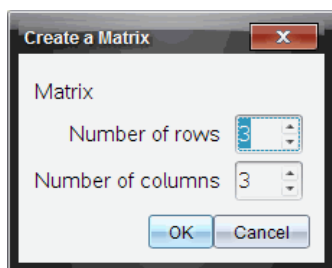 Create a Matrix
Matrix
Number of rows 3
Number of columns 3
OK Cancel